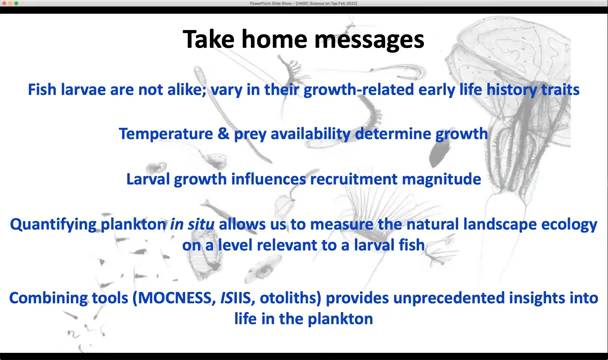 PowerPoint Slide Show - [HMSC Science on Tap Feb 2022]
Take home messages
Fish larvae are not alike; vary in their growth-related early life history traits
Temperature & prey availability determine growth
Larval growth influences recruitment magnitude
Quantifying plankton in situ allows us to measure the natural landscape ecology
on a level relevant to a larval fish
Combining tools (MOCNESS, ISIIS, otoliths) provides unprecedented insights into
life in the plankton